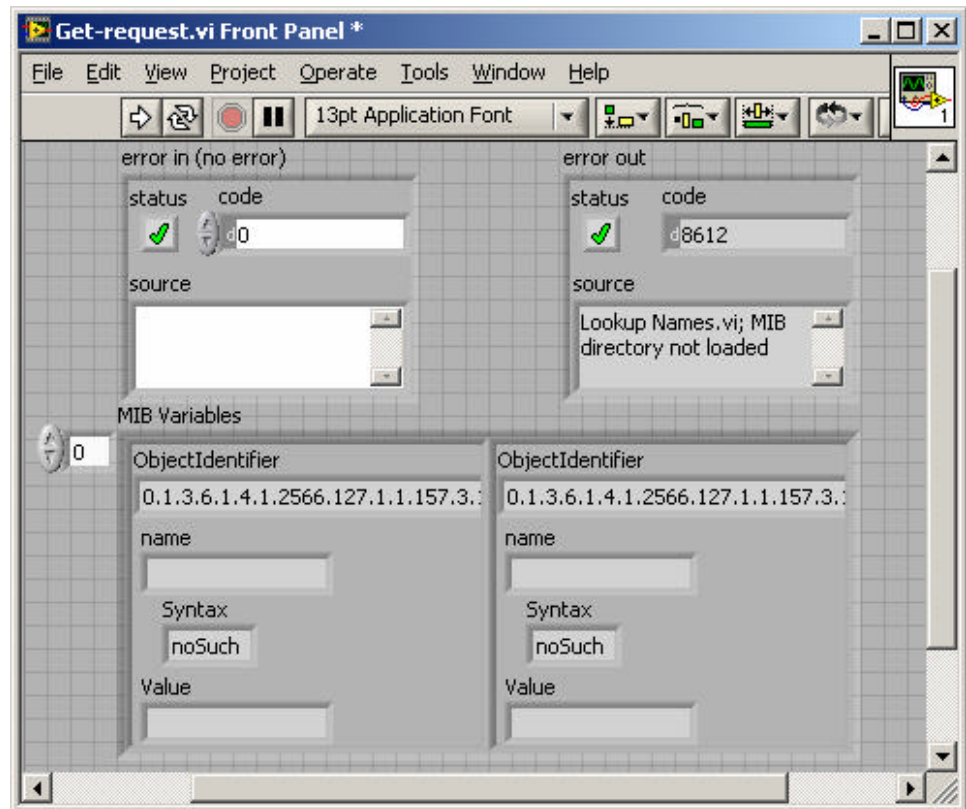 Get-request.vi Front Panel *
File Edit View Project Operate Tools Window Help
13pt Application Font
1
error in (no error)
status code
d0
source
error out
status code
d8612
source
Lookup Names.vi; MIB
directory not loaded
MIB Variables
0
ObjectIdentifier
0.1.3.6.1.4.1.2566.127.1.1.157.3.
name
Syntax
noSuch
Value
ObjectIdentifier
0.1.3.6.1.4.1.2566.127.1.1.157.3.
name
Syntax
noSuch
Value